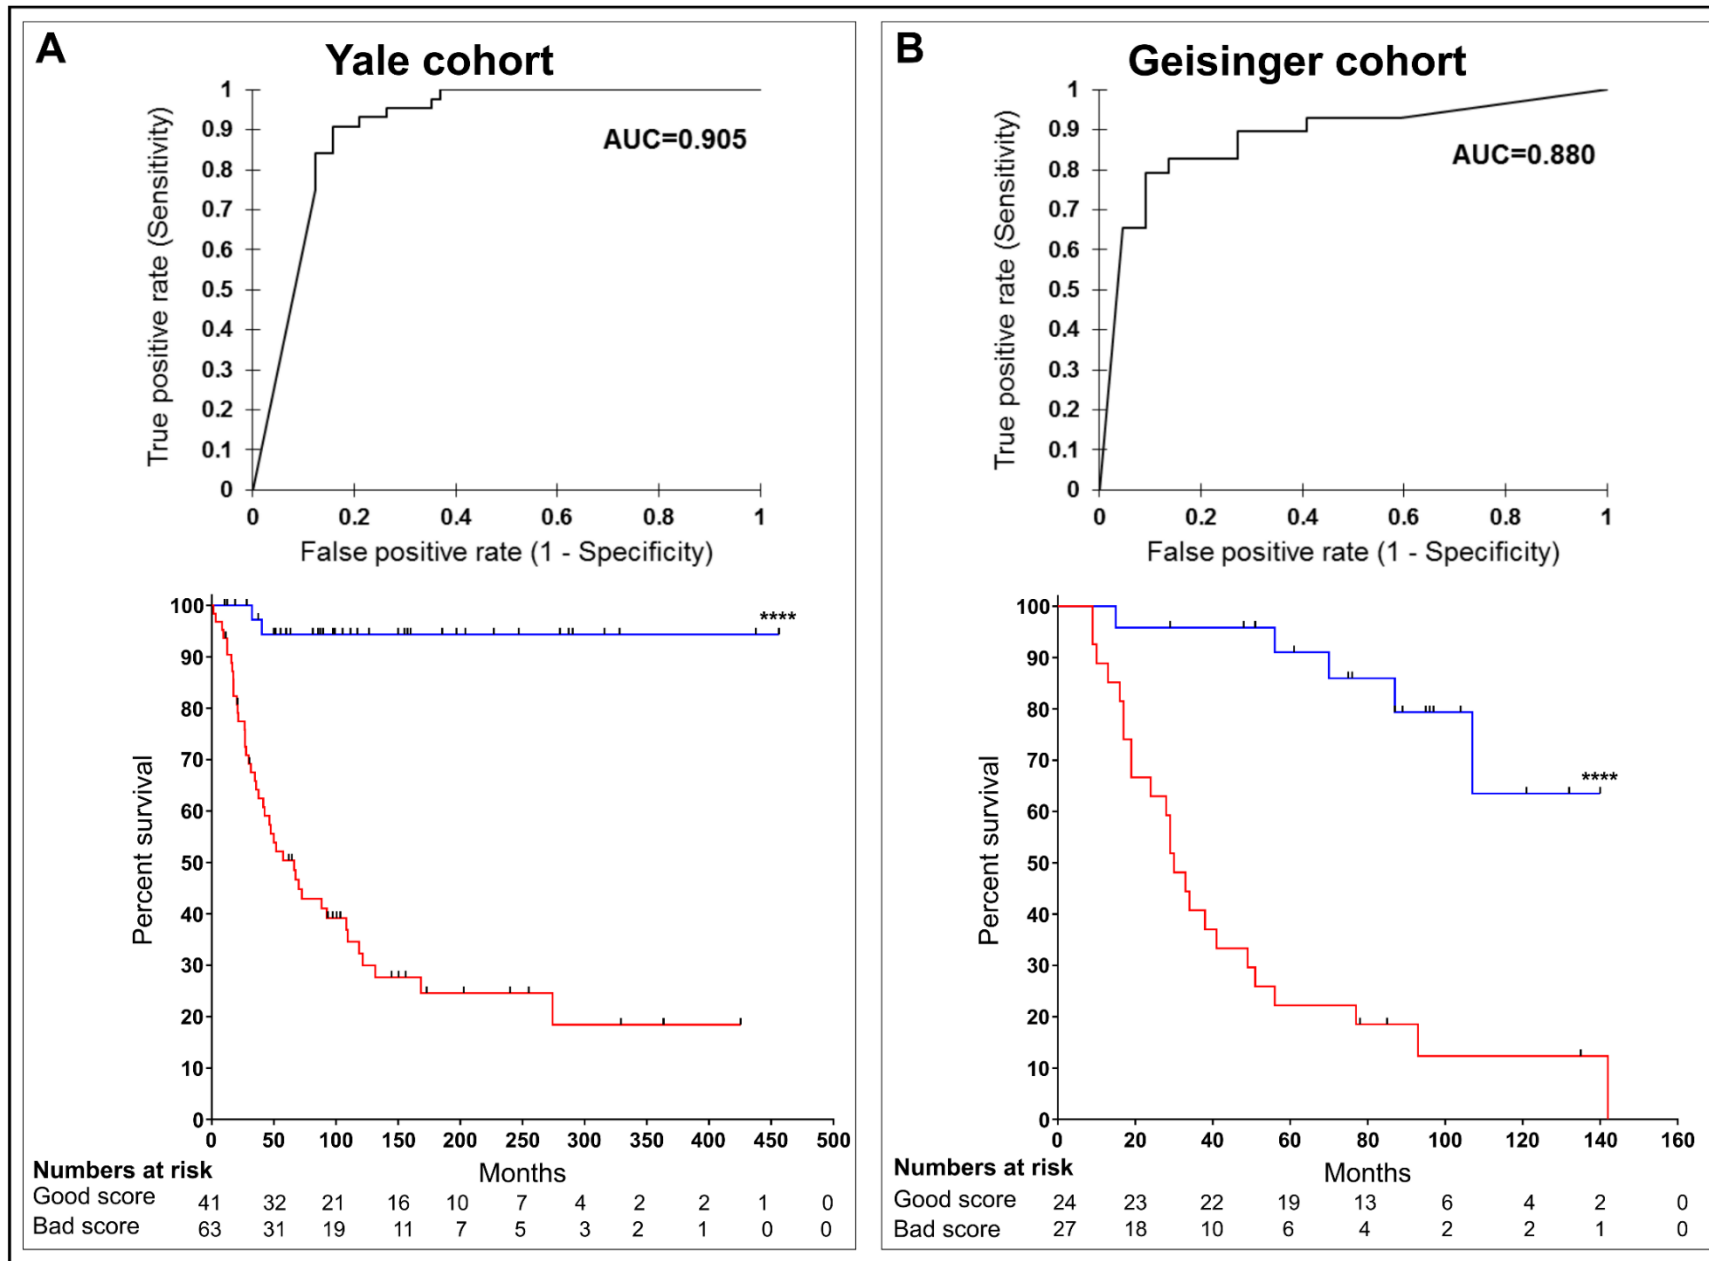 A
Yale cohort
1
0.9
0.8
0.7
0.6
0.5
0.4
0.3
0.2
0.1
0
True positive rate (Sensitivity)
AUC=0.905
0 0.2 0.4 0.6 0.8 1
False positive rate (1 - Specificity)
100
90
80
70
60
50
40
30
20
10
0
Percent survival
****
0 50 100 150 200 250 300 350 400 450 500
Months
Numbers at risk
Good score 41 32 21 16 10 7 4 2 2 1 0
Bad score 63 31 19 11 7 5 3 2 1 0 0
B
Geisinger cohort
1
0.9
0.8
0.7
0.6
0.5
0.4
0.3
0.2
0.1
0
True positive rate (Sensitivity)
AUC=0.880
0 0.2 0.4 0.6 0.8 1
False positive rate (1 - Specificity)
100
90
80
70
60
50
40
30
20
10
0
Percent survival
****
0 20 40 60 80 100 120 140 160
Months
Numbers at risk
Good score 24 23 22 19 13 6 4 2 0
Bad score 27 18 10 6 4 2 2 1 0